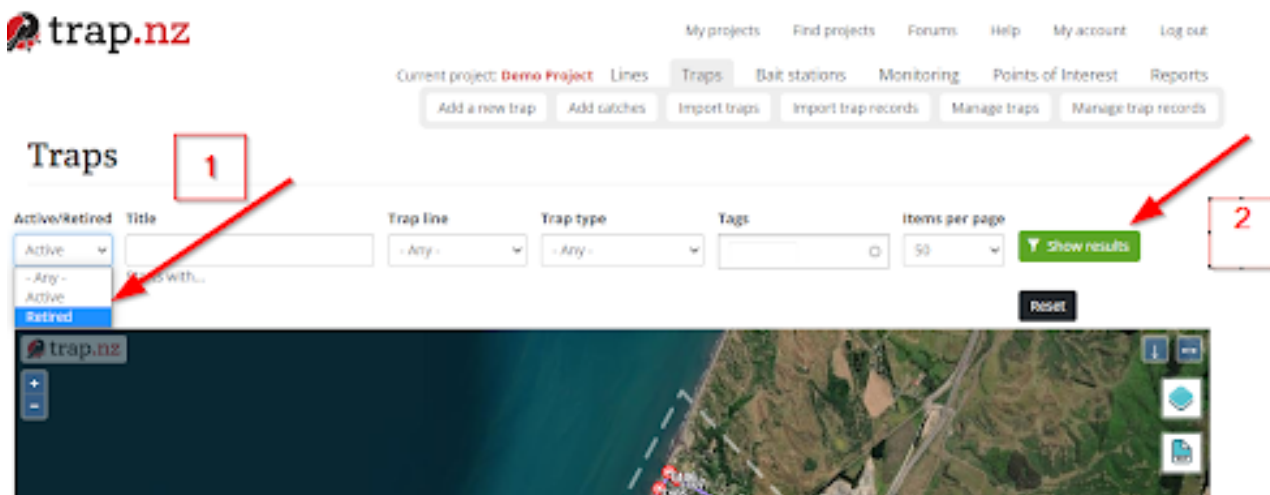 trap.nz
My projects Find projects Forums Help My account Log out
Current project: Demo Project Lines Traps Bait stations Monitoring Points of Interest Reports
Add a new trap Add catches Import traps Import trap records Manage traps Manage trap records
Traps
1
Active/Retired Title Trap line Trap type Tags Items per page
2
Active - Any - - Any - 50 Show results
- Any - with...
Active
Retired
Reset
trap.nz
+
-